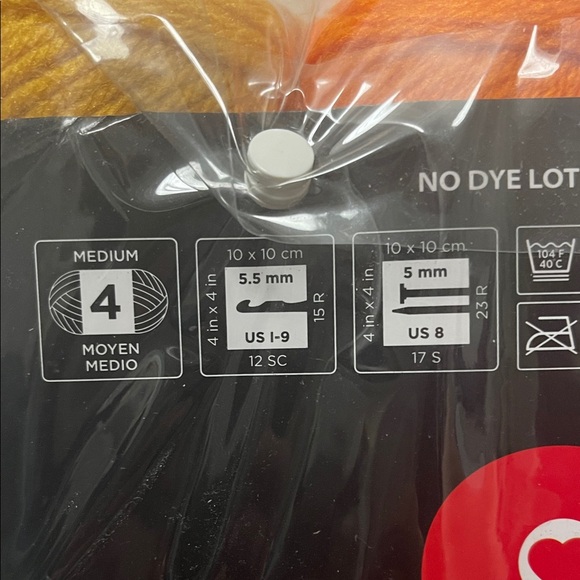 NO DYE LOT
MEDIUM
4
MOYEN
MEDIO
10 x 10 cm
4 in x 4 in
5.5 mm
US I-9
15 R
12 SC
10 x 10 cm
4 in x 4 in
5 mm
US 8
23 R
17 S
104 F
40 C